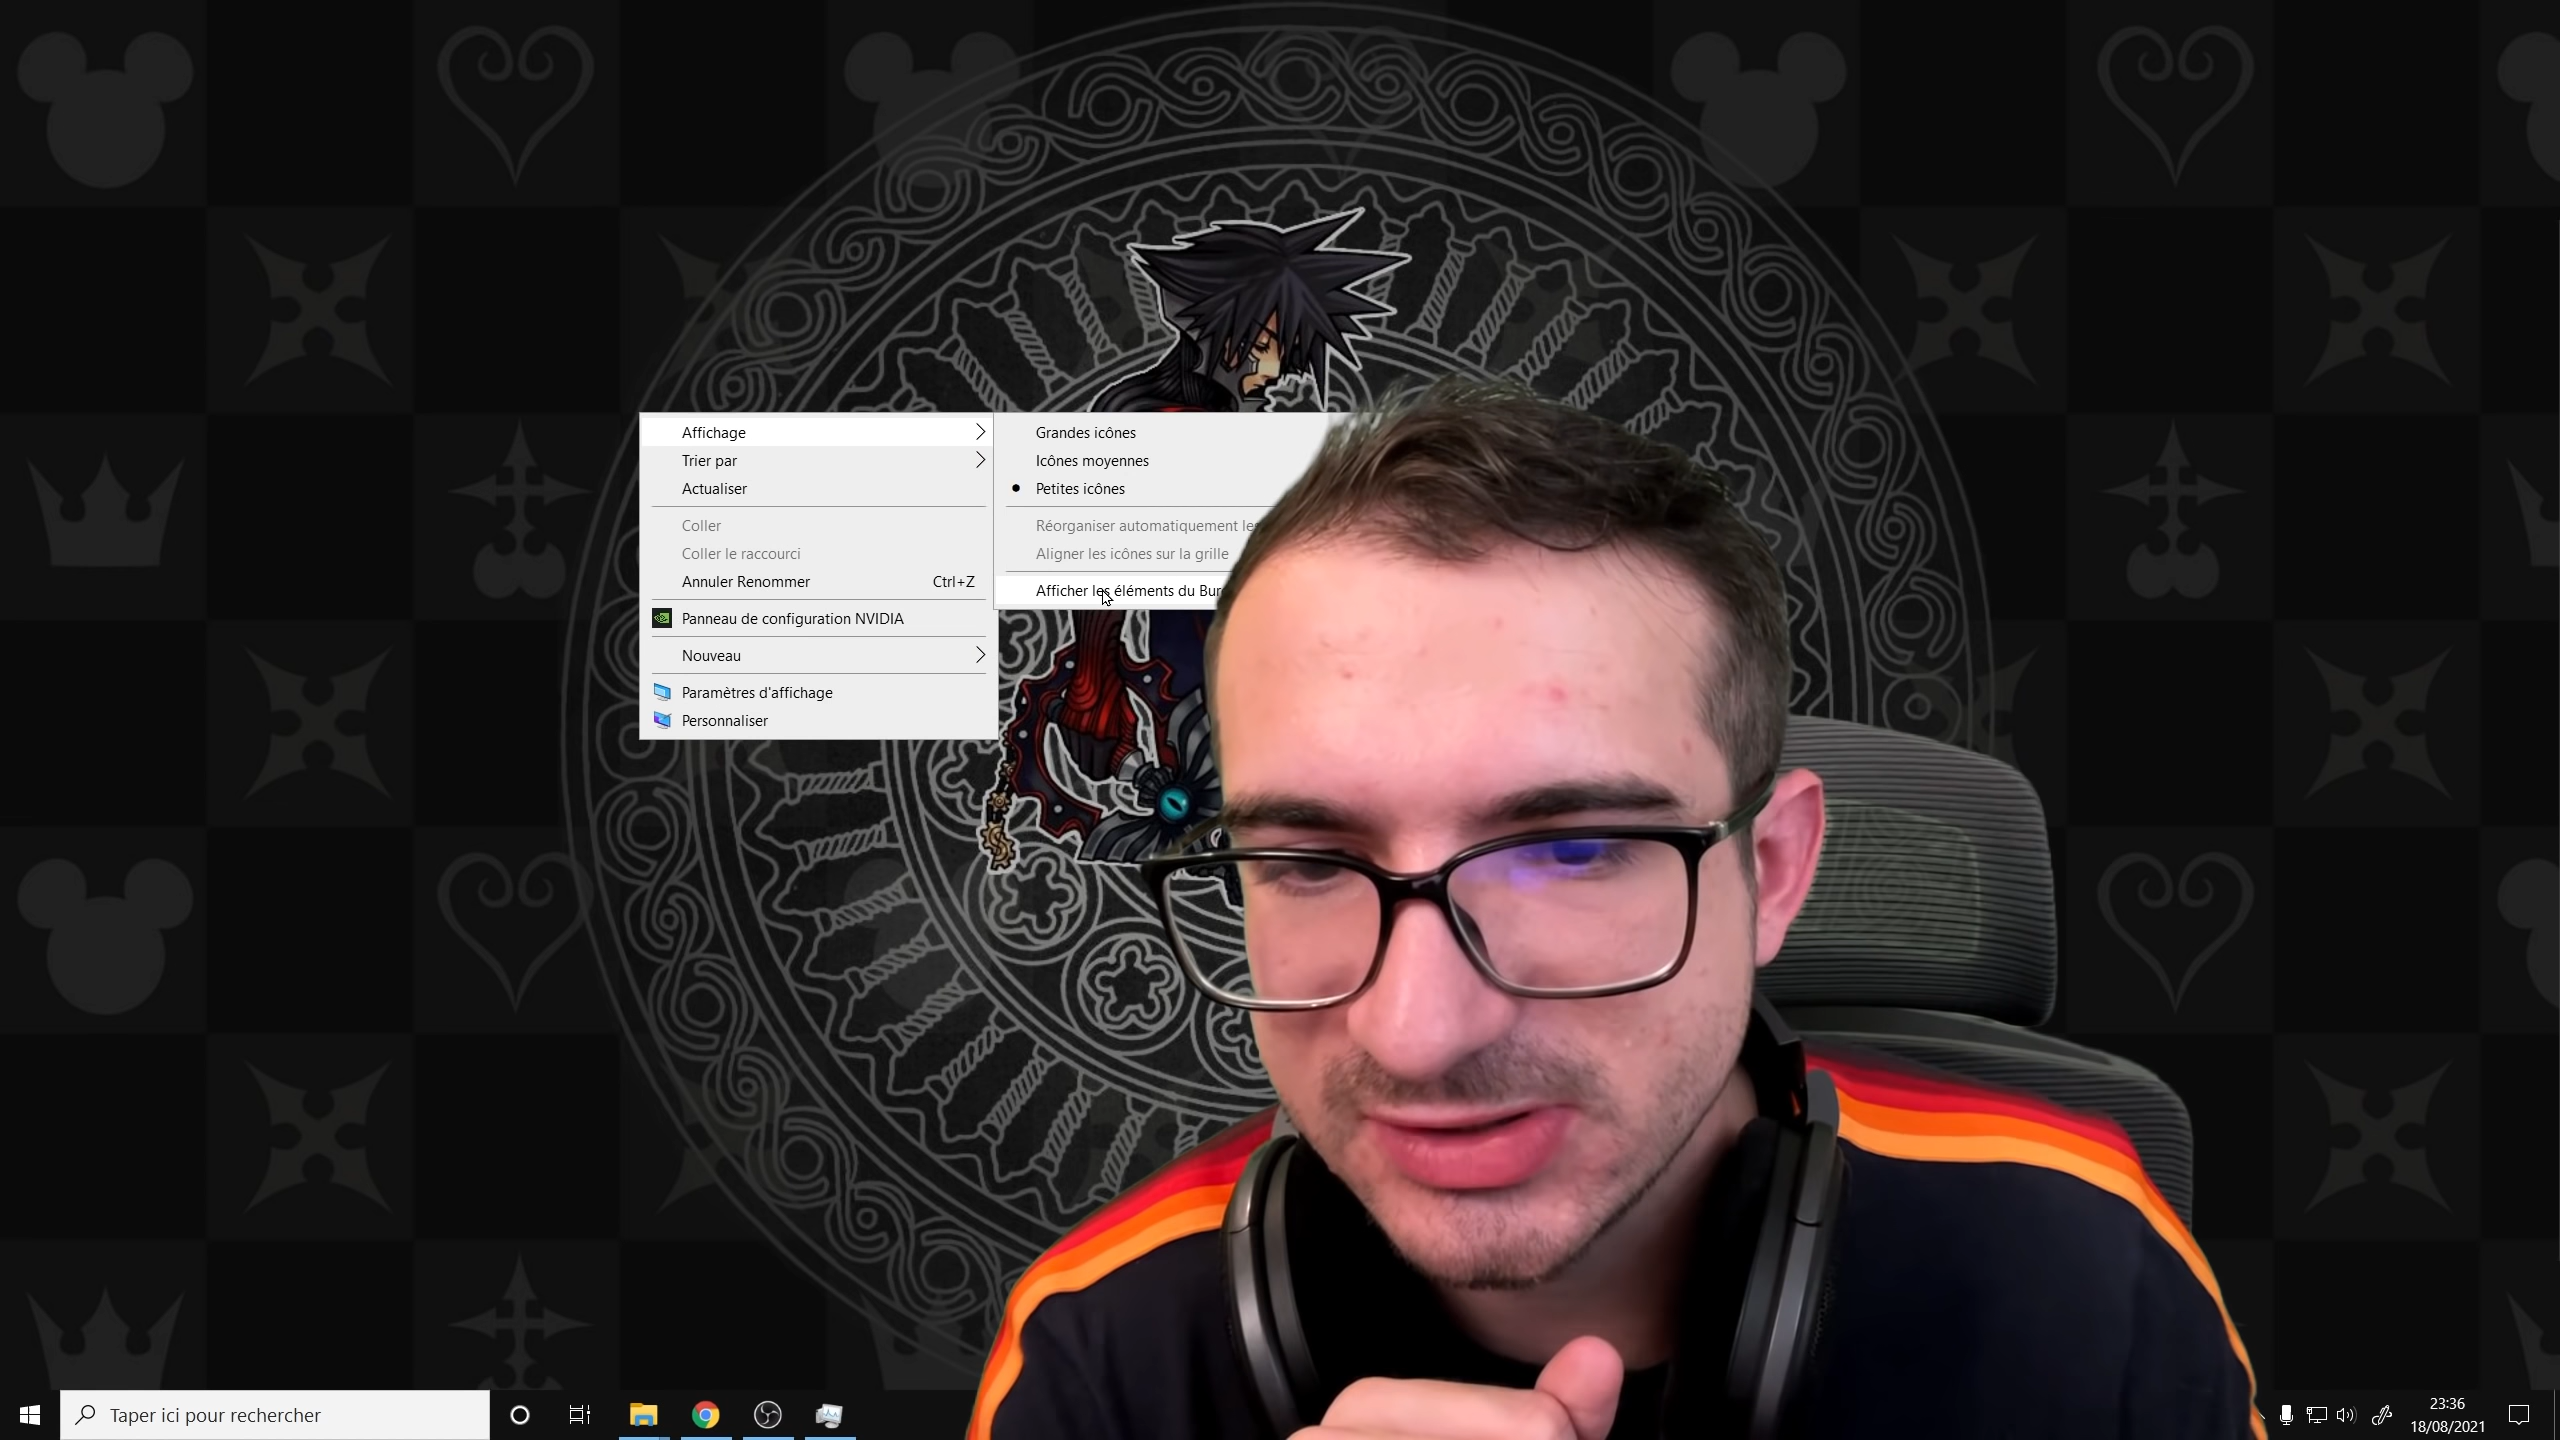 Affichage
Trier par
Actualiser
Coller
Coller le raccourci
Annuler Renommer Ctrl+Z
Panneau de configuration NVIDIA
Nouveau
Paramètres d'affichage
Personnaliser
Grandes icônes
Icônes moyennes
Petites icônes
Réorganiser automatiquement les
Aligner les icônes sur la grille
Afficher les éléments du
Taper ici pour rechercher
23:36
18/08/2021